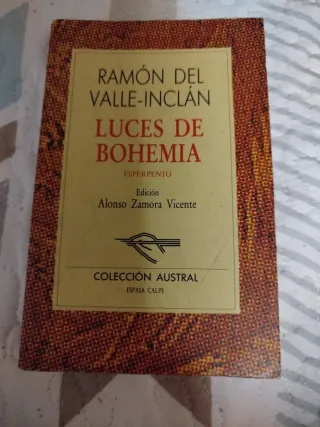 RAMÓN DEL
VALLE-INCLÁN
LUCES DE
BOHEMIA
ESPERPENTO
Edición
Alonso Zamora Vicente
COLECCIÓN AUSTRAL
ESPASA CALPE